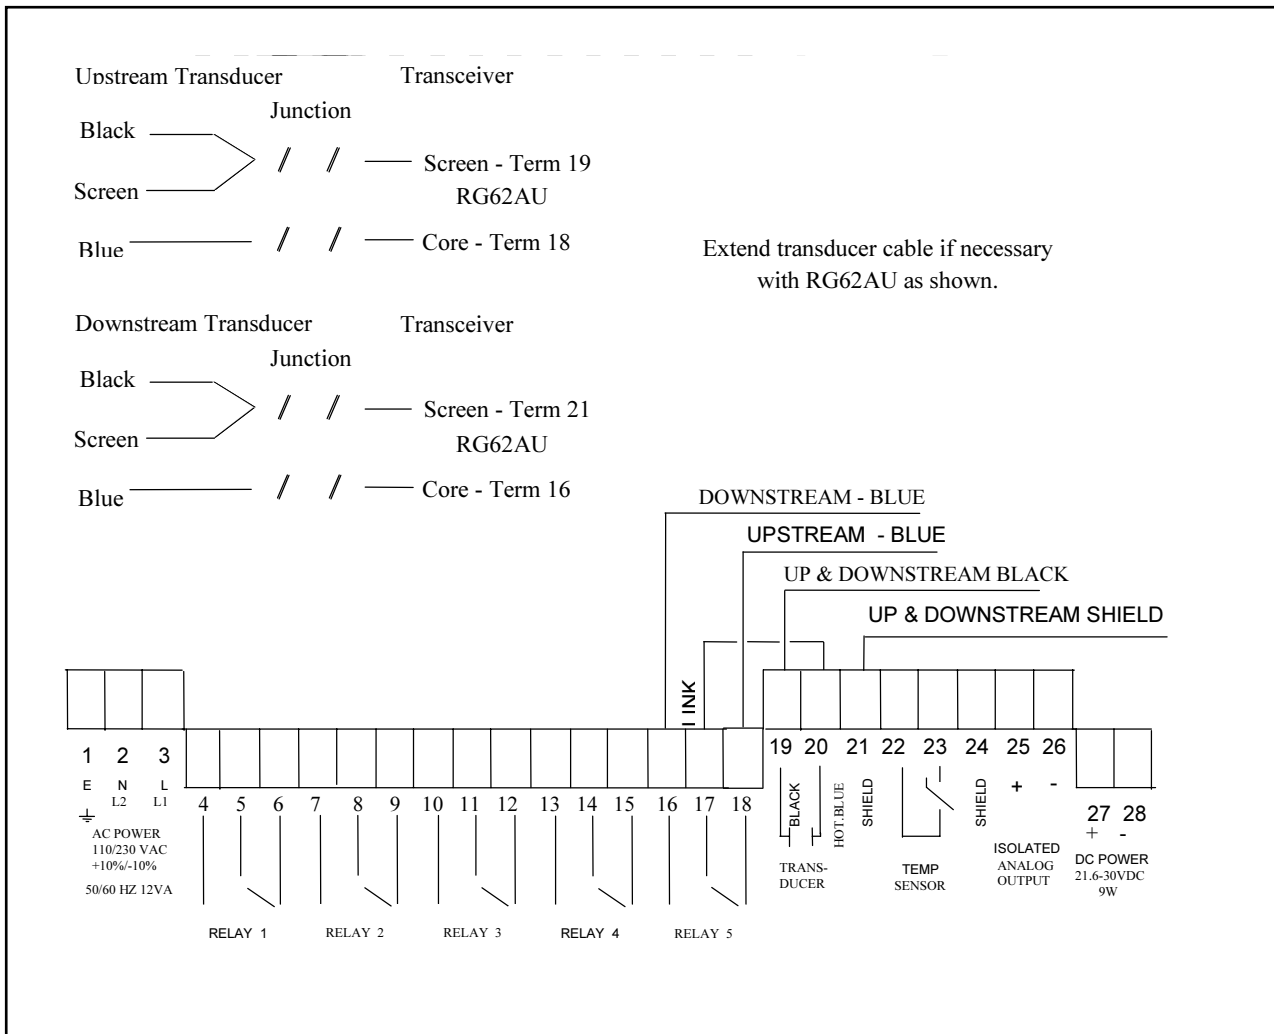 Upstream Transducer Transceiver
Junction
Black
Screen - Term 19
Screen RG62AU
Blue Core - Term 18
Extend transducer cable if necessary
with RG62AU as shown.
Downstream Transducer Transceiver
Junction
Black
Screen - Term 21
Screen RG62AU
Blue Core - Term 16
DOWNSTREAM - BLUE
UPSTREAM - BLUE
UP & DOWNSTREAM BLACK
UP & DOWNSTREAM SHIELD
LINK
1 2 3
E N L
L2 L1
AC POWER
110/230 VAC
+10%/-10%
50/60 HZ 12VA
4 5 6 7 8 9 10 11 12 13 14 15 16 17 18
RELAY 1 RELAY 2 RELAY 3 RELAY 4 RELAY 5
19 20 21 22 23 24 25 26
BLACK
HOT.BLUE
SHIELD
SHIELD
+ -
TRANS-
DUCER
TEMP
SENSOR
ISOLATED
ANALOG
OUTPUT
27 28
+ -
DC POWER
21.6-30VDC
9W